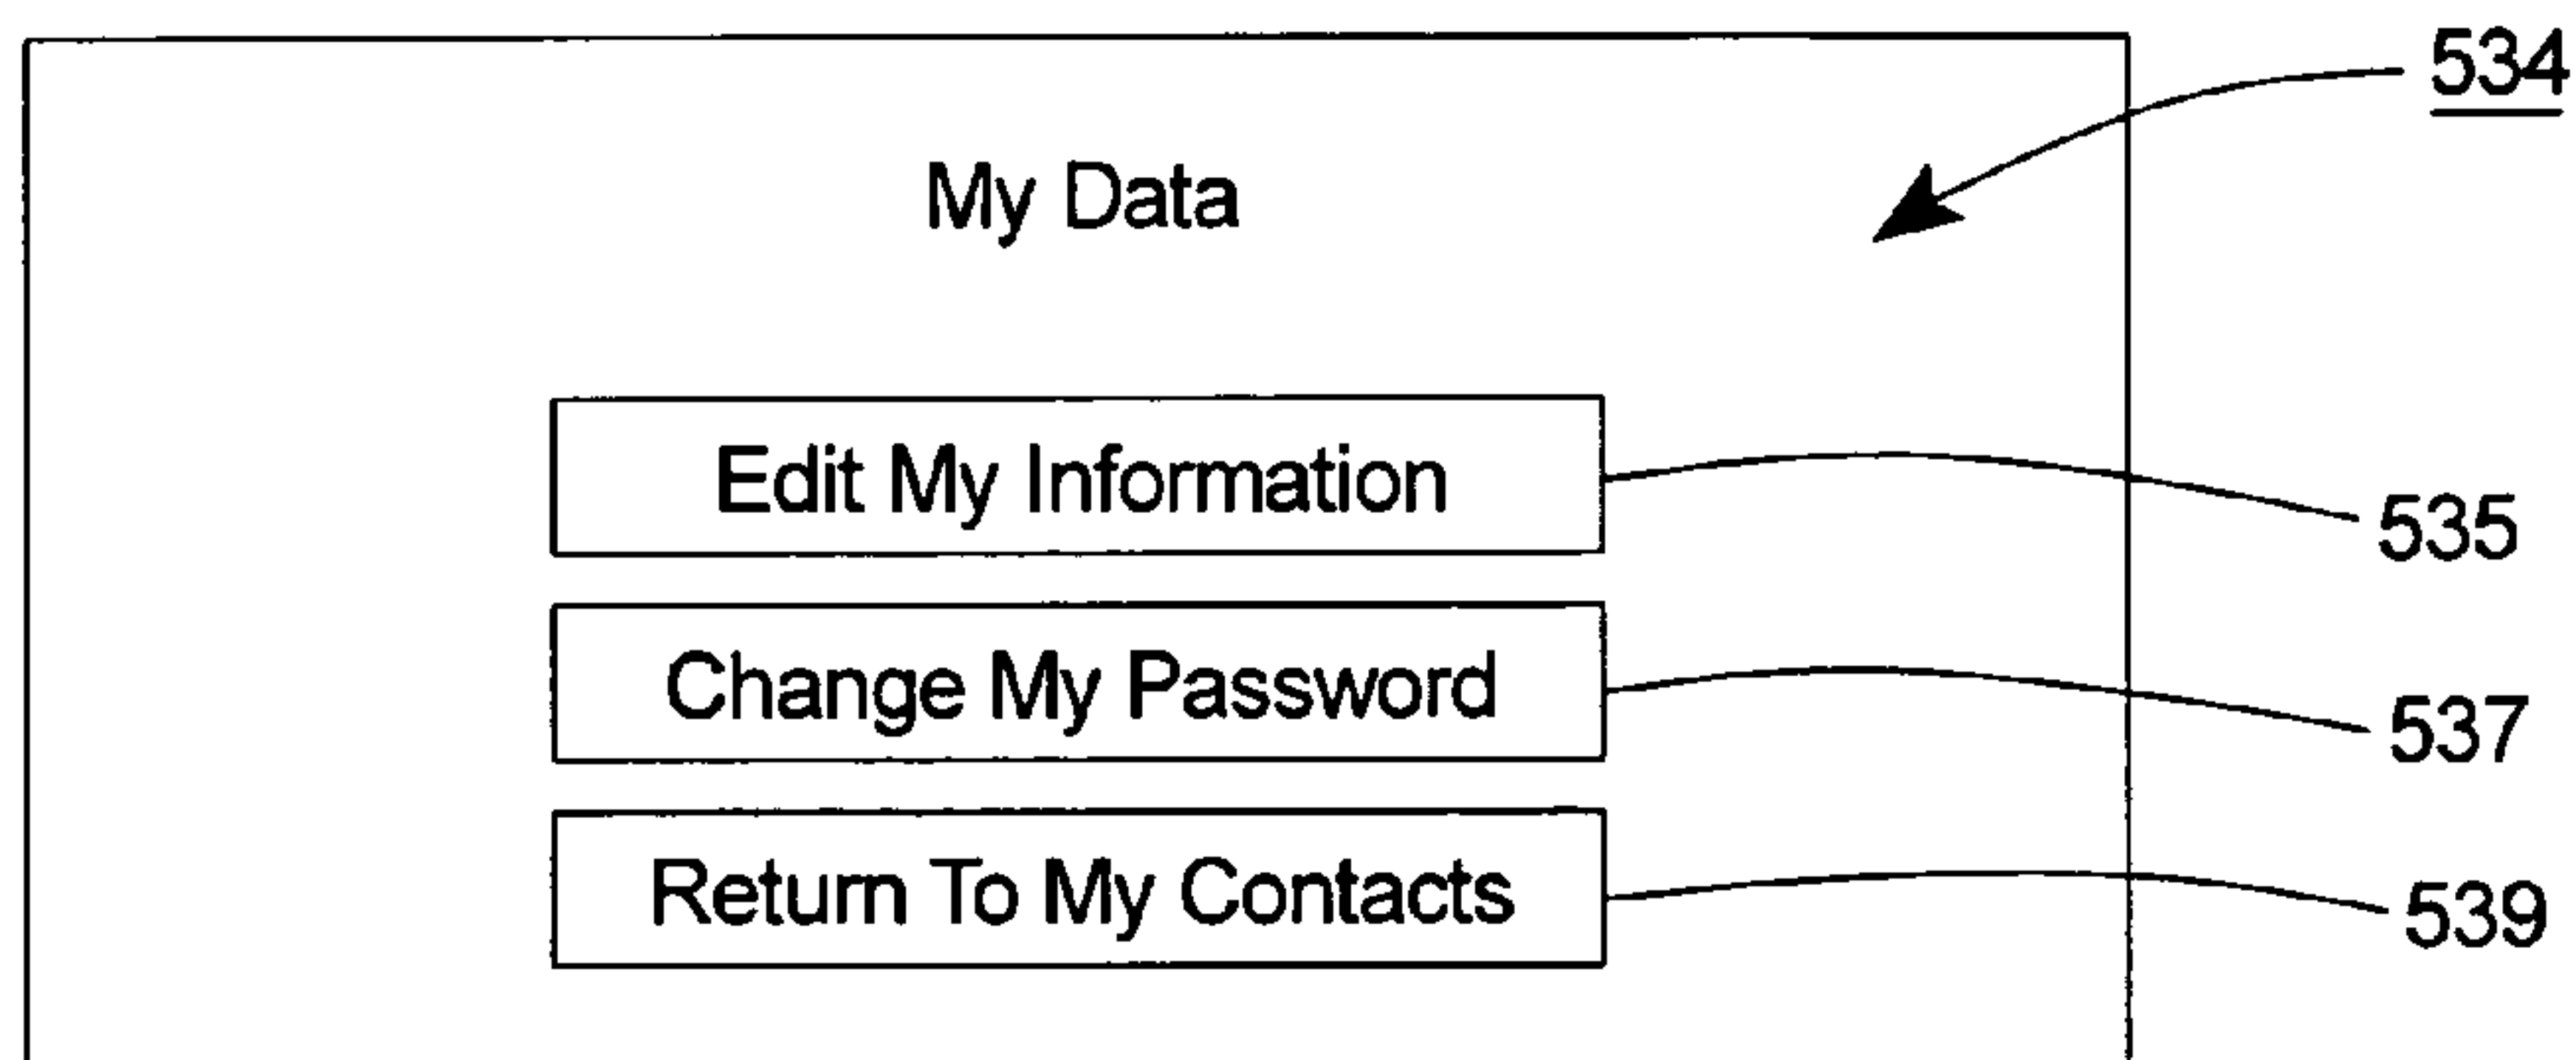 534
My Data
Edit My Information
535
Change My Password
537
Return To My Contacts
539